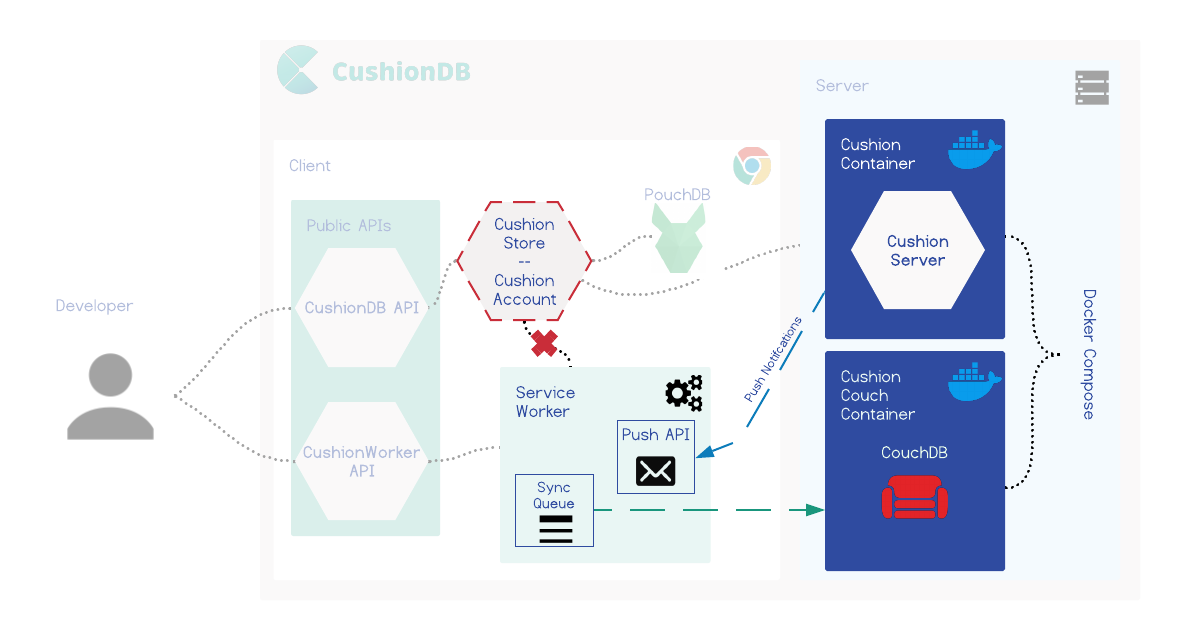 CushionDB
Server
Client
Public APIs
CushionDB API
CushionWorker
API
Developer
Cushion
Store
--
Cushion
Account
PouchDB
Service
Worker
Push API
Sync
Queue
Push Notifcations
Cushion
Container
Cushion
Server
Cushion
Couch
Container
CouchDB
Docker Compose